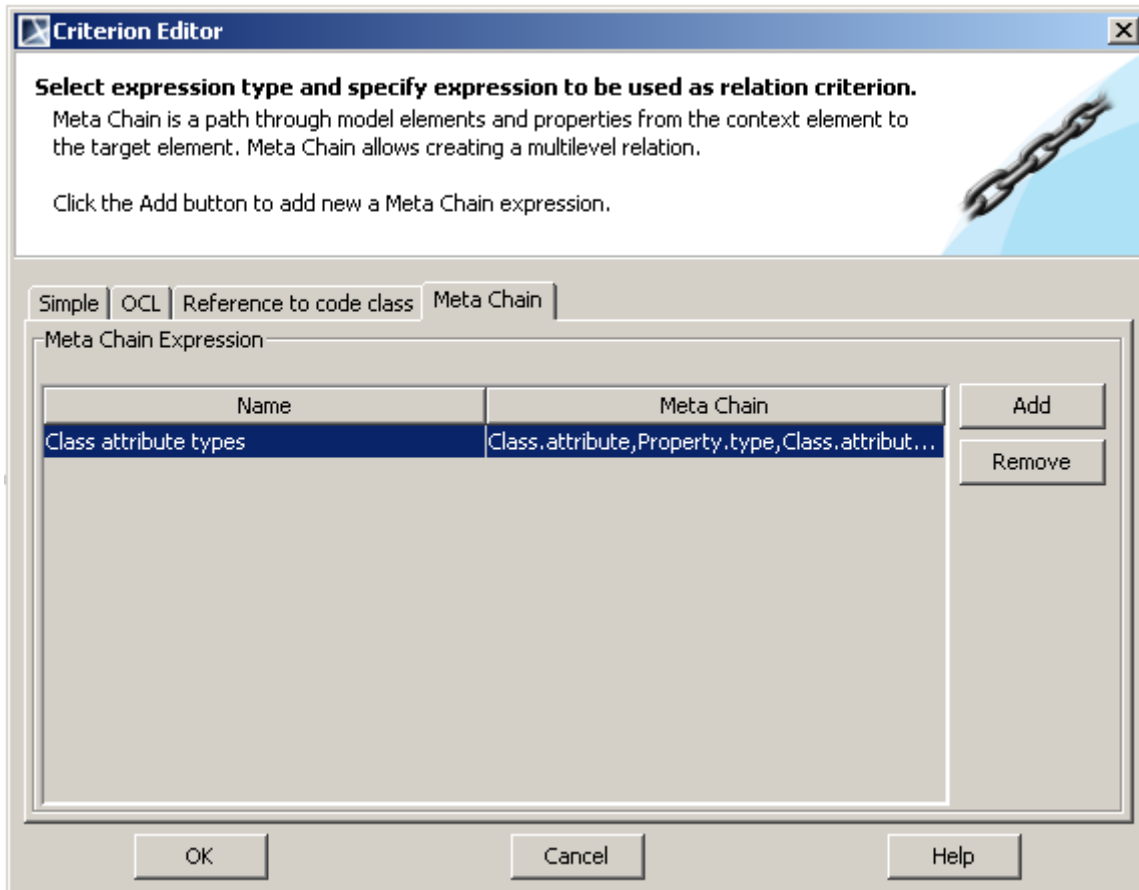 Criterion Editor
Select expression type and specify expression to be used as relation criterion.
Meta Chain is a path through model elements and properties from the context element to
the target element. Meta Chain allows creating a multilevel relation.
Click the Add button to add new a Meta Chain expression.
Simple OCL Reference to code class Meta Chain
Meta Chain Expression
Name Meta Chain Add
Class attribute types Class.attribute,Property.type,Class.attribut...
Remove
OK Cancel Help